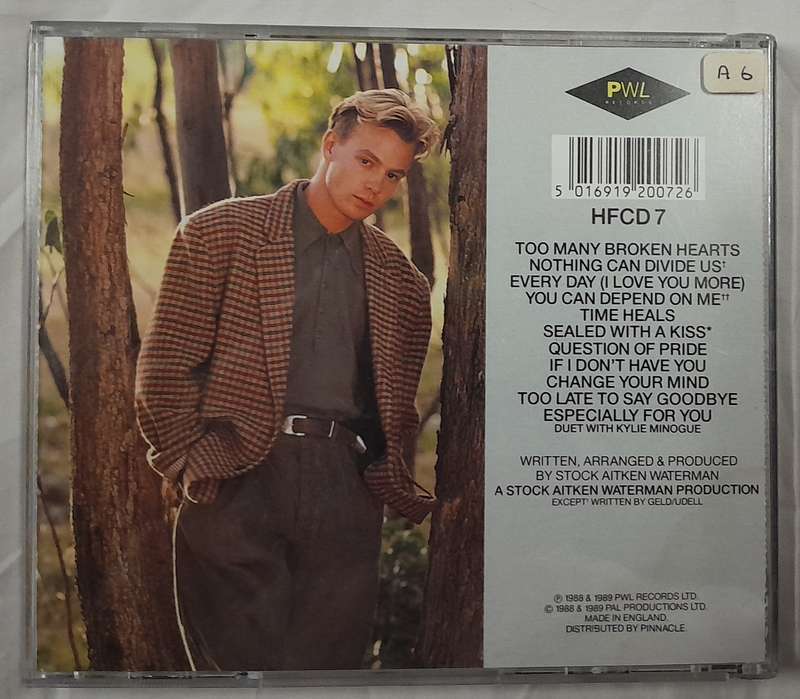 PWL
RECORDS
A 6
5 016919 200726
HFCD 7
TOO MANY BROKEN HEARTS
NOTHING CAN DIVIDE US†
EVERY DAY (I LOVE YOU MORE)
YOU CAN DEPEND ON ME††
TIME HEALS
SEALED WITH A KISS*
QUESTION OF PRIDE
IF I DON'T HAVE YOU
CHANGE YOUR MIND
TOO LATE TO SAY GOODBYE
ESPECIALLY FOR YOU
DUET WITH KYLIE MINOGUE
WRITTEN, ARRANGED & PRODUCED
BY STOCK AITKEN WATERMAN
A STOCK AITKEN WATERMAN PRODUCTION
EXCEPT* WRITTEN BY GELD/UDELL
℗ 1988 & 1989 PWL RECORDS LTD.
© 1988 & 1989 PAL PRODUCTIONS LTD.
MADE IN ENGLAND.
DISTRIBUTED BY PINNACLE.